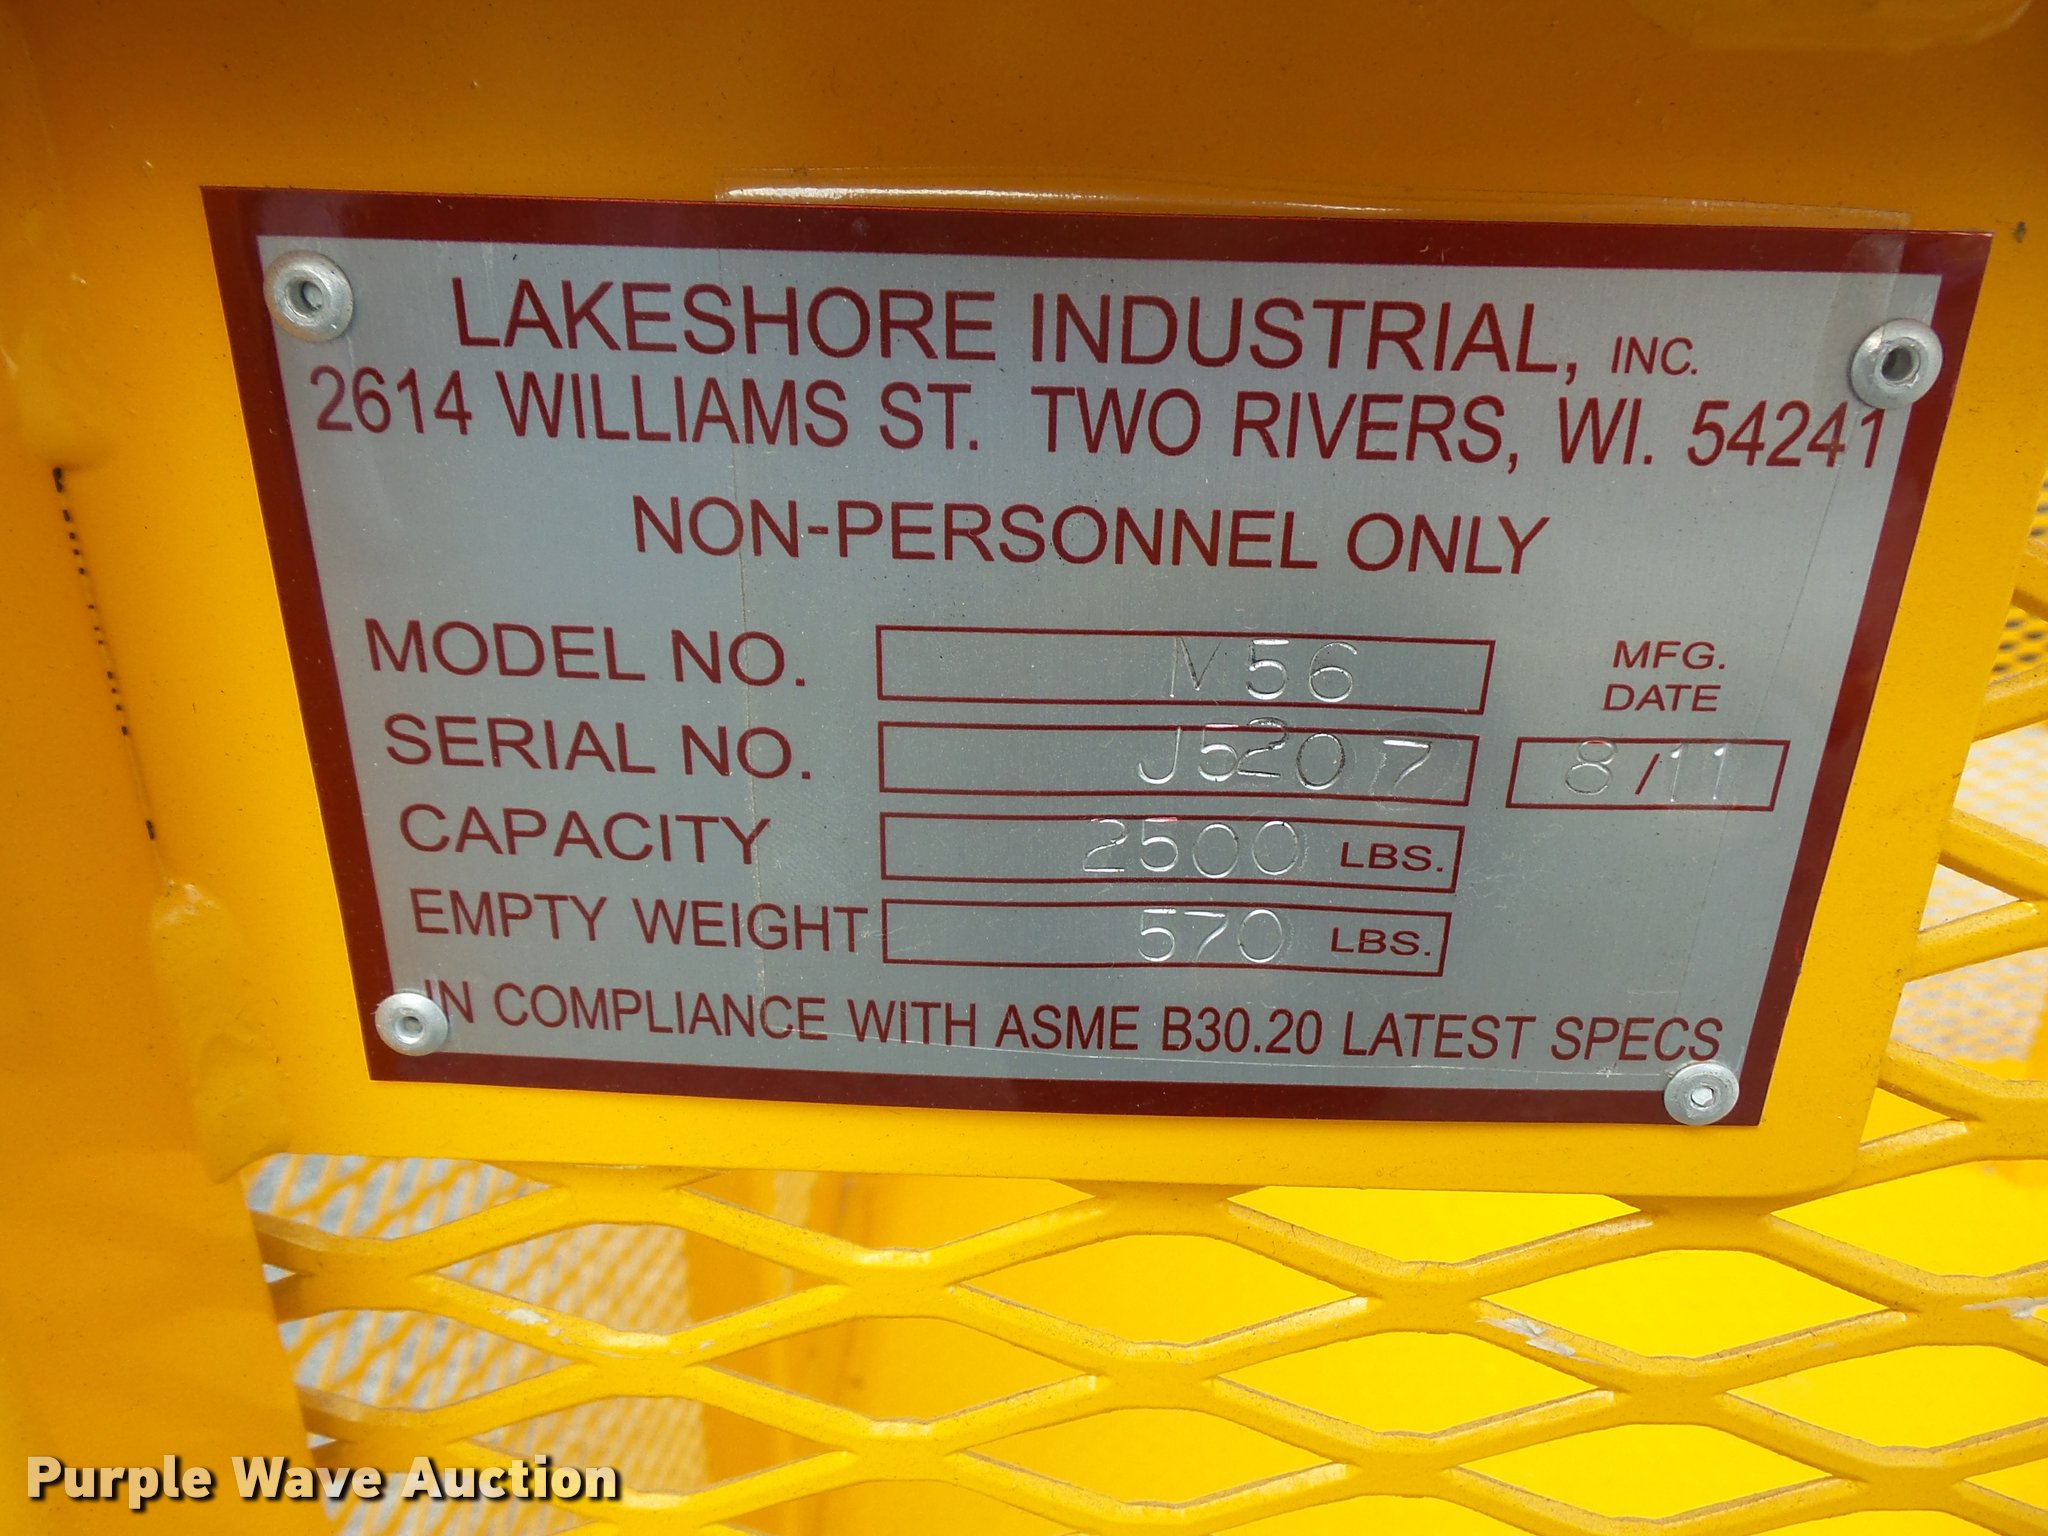 LAKESHORE INDUSTRIAL, INC.
2614 WILLIAMS ST. TWO RIVERS, WI. 54241
NON-PERSONNEL ONLY
MODEL NO. M56
MFG.
DATE
SERIAL NO. J5207
8/11
CAPACITY 2500 LBS.
EMPTY WEIGHT 570 LBS.
IN COMPLIANCE WITH ASME B30.20 LATEST SPECS
Purple Wave Auction